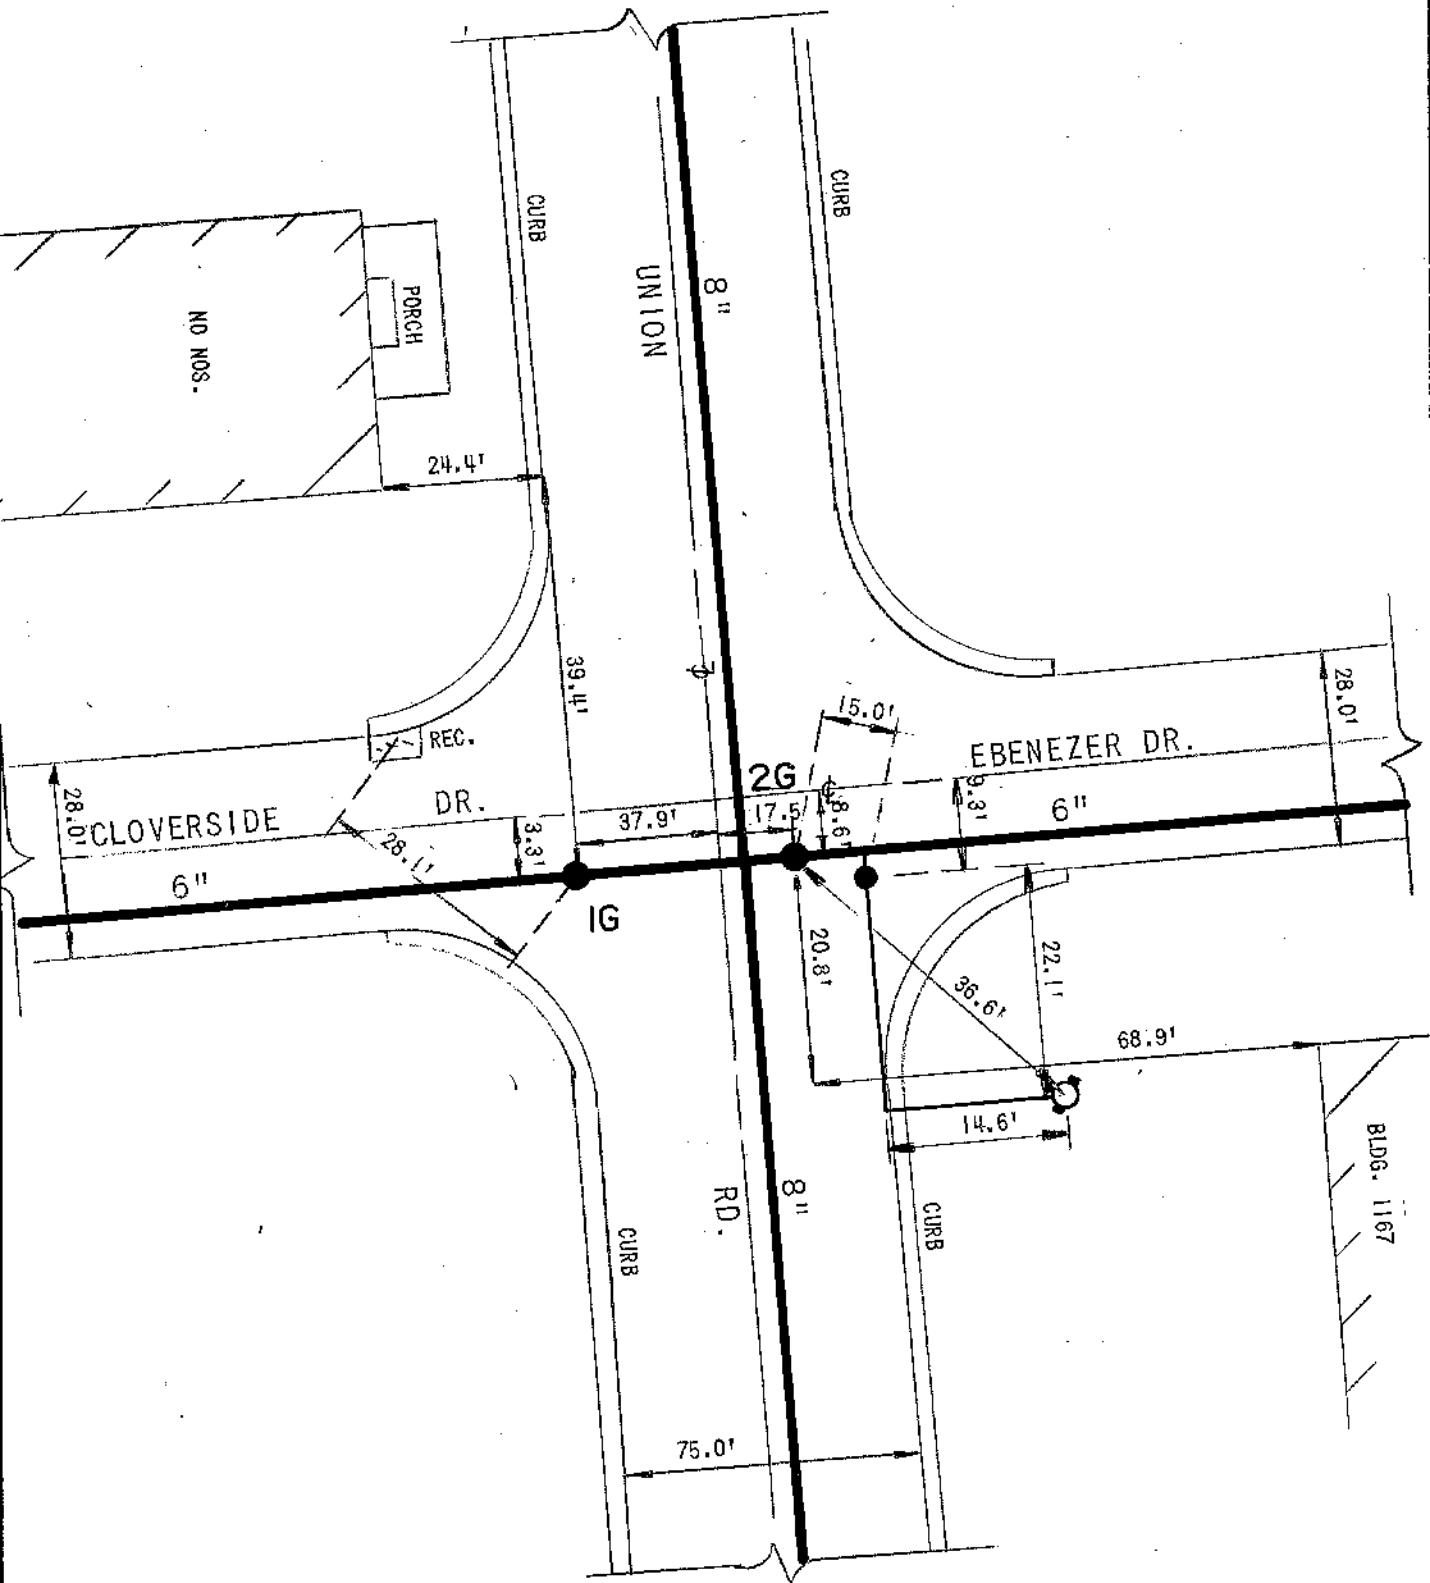 CURB
CURB
UNION
8"
PORCH
NO NOS.
24.4'
39.4'
REC.
15.0'
28.0'
EBENEZER DR.
2G
17.5
8.6'
9.3'
6"
28.0'
CLOVERSIDE DR.
28.1'
3.3'
37.9'
6"
1G
20.8'
36.6'
22.1'
68.9'
14.6'
BLDG. 1167
RD.
8"
CURB
CURB
75.0'